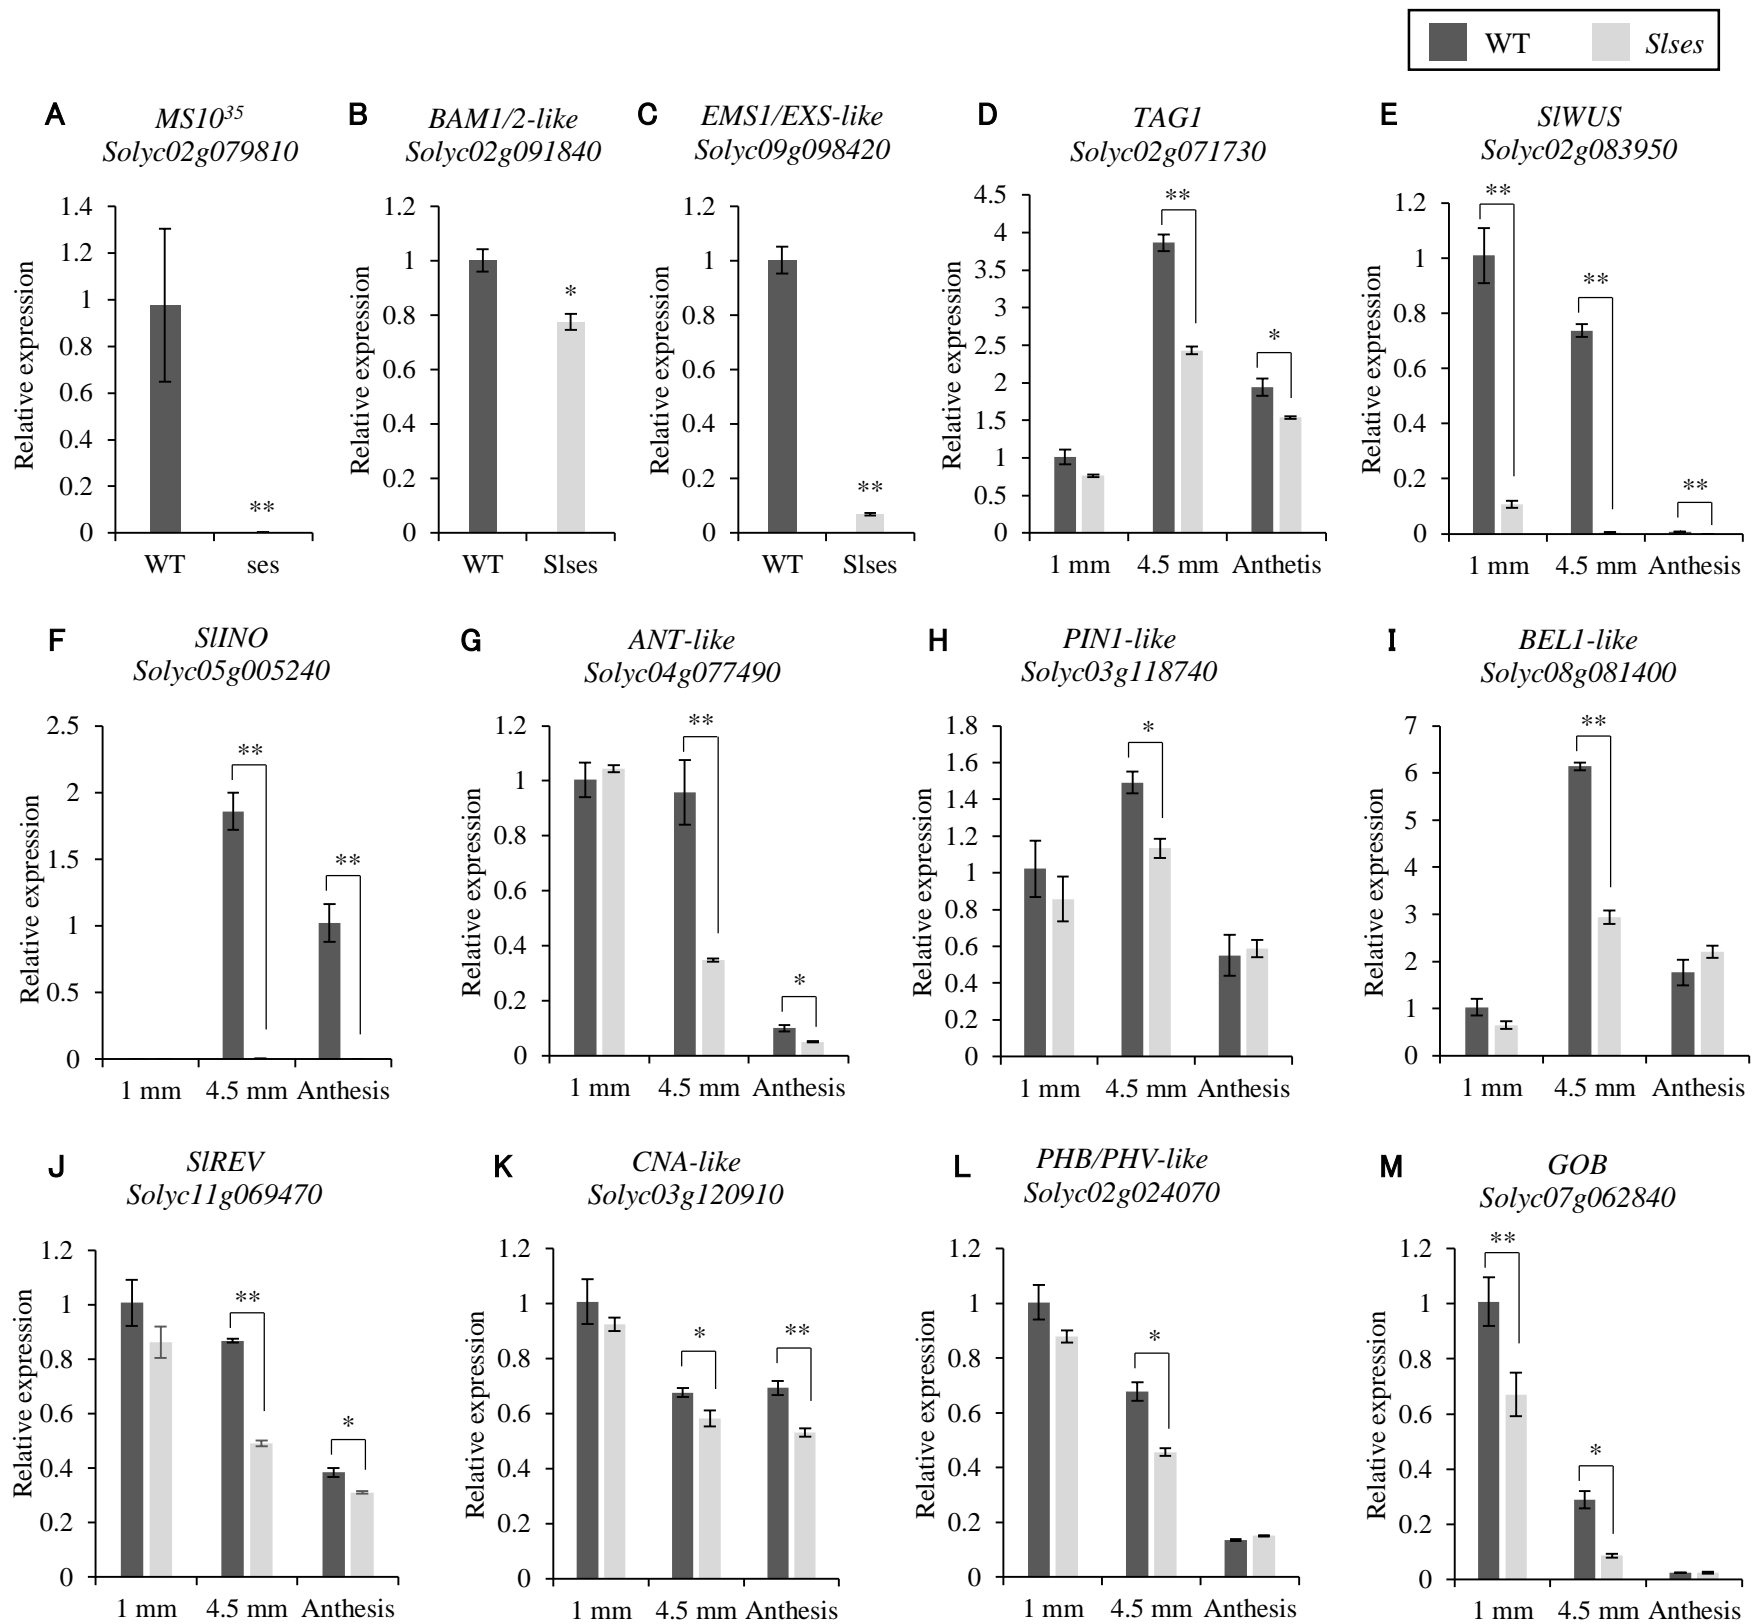 WT Slses
A MS10³⁵
Solyc02g079810
B BAM1/2-like
Solyc02g091840
C EMS1/EXS-like
Solyc09g098420
D TAG1
Solyc02g071730
E SlWUS
Solyc02g083950
Relative expression
1.4
1.2
1
0.8
0.6
0.4
0.2
0
**
WT ses
Relative expression
1.2
1
0.8
0.6
0.4
0.2
0
*
WT Slses
Relative expression
1.2
1
0.8
0.6
0.4
0.2
0
**
WT Slses
Relative expression
4.5
4
3.5
3
2.5
2
1.5
1
0.5
0
**
*
1 mm 4.5 mm Anthetis
Relative expression
1.2
1
0.8
0.6
0.4
0.2
0
**
**
**
1 mm 4.5 mm Anthesis
F SlINO
Solyc05g005240
Relative expression
2.5
2
1.5
1
0.5
0
**
**
1 mm 4.5 mm Anthesis
G ANT-like
Solyc04g077490
Relative expression
1.2
1
0.8
0.6
0.4
0.2
0
**
*
1 mm 4.5 mm Anthesis
H PIN1-like
Solyc03g118740
Relative expression
1.8
1.6
1.4
1.2
1
0.8
0.6
0.4
0.2
0
*
1 mm 4.5 mm Anthesis
I BEL1-like
Solyc08g081400
Relative expression
7
6
5
4
3
2
1
0
**
1 mm 4.5 mm Anthesis
J SlREV
Solyc11g069470
Relative expression
1.2
1
0.8
0.6
0.4
0.2
0
**
*
1 mm 4.5 mm Anthesis
K CNA-like
Solyc03g120910
Relative expression
1.2
1
0.8
0.6
0.4
0.2
0
*
**
1 mm 4.5 mm Anthesis
L PHB/PHV-like
Solyc02g024070
Relative expression
1.2
1
0.8
0.6
0.4
0.2
0
*
1 mm 4.5 mm Anthesis
M GOB
Solyc07g062840
Relative expression
1.2
1
0.8
0.6
0.4
0.2
0
**
*
1 mm 4.5 mm Anthesis